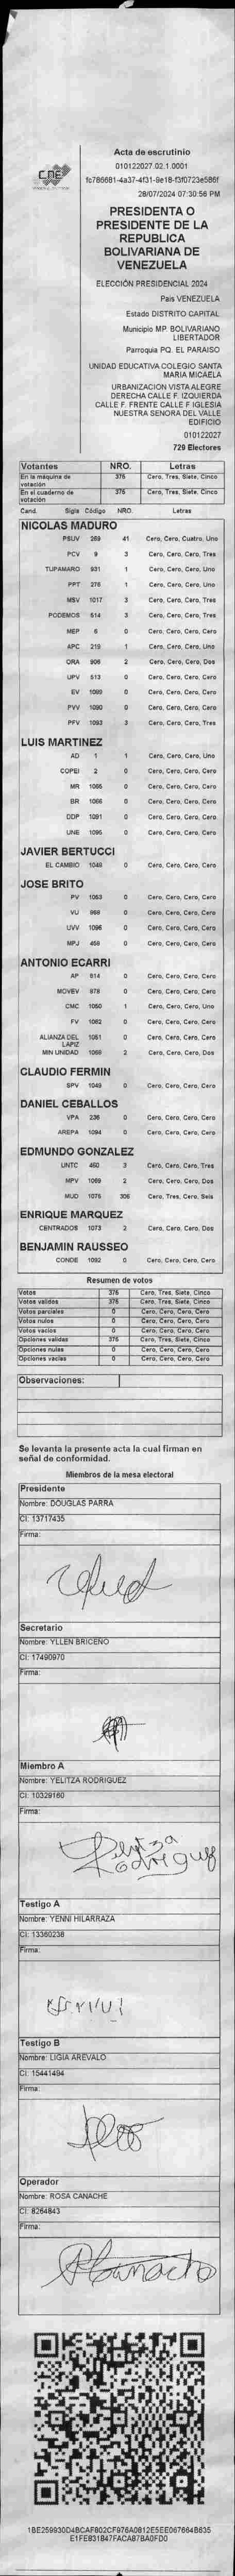 CNE
Acta de escrutinio
010122027.02.1.0001
fc786681-4a37-4f31-9e18-f3f0723e586f
28/07/2024 07:30:56 PM
PRESIDENTA O
PRESIDENTE DE LA
REPUBLICA
BOLIVARIANA DE
VENEZUELA
ELECCIÓN PRESIDENCIAL 2024
País VENEZUELA
Estado DISTRITO CAPITAL
Municipio MP. BOLIVARIANO
LIBERTADOR
Parroquia PQ. EL PARAISO
UNIDAD EDUCATIVA COLEGIO SANTA
MARIA MICAELA
URBANIZACION VISTA ALEGRE
DERECHA CALLE F. IZQUIERDA
CALLE F. FRENTE CALLE F IGLESIA
NUESTRA SENORA DEL VALLE
EDIFICIO
010122027
729 Electores
Votantes NRO. Letras
En la máquina de votación 376 Cero, Tres, Siete, Cinco
En el cuaderno de votación 376 Cero, Tres, Siete, Cinco
Cand. Sigla Código NRO. Letras
NICOLAS MADURO
PSUV 269 41 Cero, Cero, Cuatro, Uno
PCV 9 3 Cero, Cero, Cero, Tres
TUPAMARO 931 1 Cero, Cero, Cero, Uno
PPT 276 1 Cero, Cero, Cero, Uno
MSV 1017 3 Cero, Cero, Cero, Tres
PODEMOS 514 3 Cero, Cero, Cero, Tres
MEP 6 0 Cero, Cero, Cero, Cero
APC 219 1 Cero, Cero, Cero, Uno
ORA 906 2 Cero, Cero, Cero, Dos
UPV 613 0 Cero, Cero, Cero, Cero
EV 1089 0 Cero, Cero, Cero, Cero
PVV 1090 0 Cero, Cero, Cero, Cero
PFV 1093 3 Cero, Cero, Cero, Tres
LUIS MARTINEZ
AD 1 1 Cero, Cero, Cero, Uno
COPEI 2 0 Cero, Cero, Cero, Cero
MR 1065 0 Cero, Cero, Cero, Cero
BR 1066 0 Cero, Cero, Cero, Cero
DDP 1091 0 Cero, Cero, Cero, Cero
UNE 1095 0 Cero, Cero, Cero, Cero
JAVIER BERTUCCI
EL CAMBIO 1048 0 Cero, Cero, Cero, Cero
JOSE BRITO
PV 1053 0 Cero, Cero, Cero, Cero
VU 968 0 Cero, Cero, Cero, Cero
UVV 1096 0 Cero, Cero, Cero, Cero
MPJ 458 0 Cero, Cero, Cero, Cero
ANTONIO ECARRI
AP 814 0 Cero, Cero, Cero, Cero
MOVEV 878 0 Cero, Cero, Cero, Cero
CMC 1050 1 Cero, Cero, Cero, Uno
FV 1062 0 Cero, Cero, Cero, Cero
ALIANZA DEL LAPIZ 1051 0 Cero, Cero, Cero, Cero
MIN UNIDAD 1068 2 Cero, Cero, Cero, Dos
CLAUDIO FERMIN
SPV 1049 0 Cero, Cero, Cero, Cero
DANIEL CEBALLOS
VPA 236 0 Cero, Cero, Cero, Cero
AREPA 1094 0 Cero, Cero, Cero, Cero
EDMUNDO GONZALEZ
UNTC 460 3 Cero, Cero, Cero, Tres
MPV 1069 2 Cero, Cero, Cero, Dos
MUD 1075 306 Cero, Tres, Cero, Seis
ENRIQUE MARQUEZ
CENTRADOS 1073 2 Cero, Cero, Cero, Dos
BENJAMIN RAUSSEO
CONDE 1092 0 Cero, Cero, Cero, Cero
Resumen de votos
Votos 376 Cero, Tres, Siete, Cinco
Votos validos 376 Cero, Tres, Siete, Cinco
Votos parciales 0 Cero, Cero, Cero, Cero
Votos nulos 0 Cero, Cero, Cero, Cero
Votos vacíos 0 Cero, Cero, Cero, Cero
Opciones validas 376 Cero, Tres, Siete, Cinco
Opciones nulas 0 Cero, Cero, Cero, Cero
Opciones vacías 0 Cero, Cero, Cero, Cero
Observaciones:
Se levanta la presente acta la cual firman en
señal de conformidad.
Miembros de la mesa electoral
Presidente
Nombre: DOUGLAS PARRA
CI: 13717435
Firma:
Secretario
Nombre: YLLEN BRICEÑO
CI: 17490970
Firma:
Miembro A
Nombre: YELITZA RODRIGUEZ
CI: 10329160
Firma:
Yelitza
Rodriguez
Testigo A
Nombre: YENNI HILARRAZA
CI: 13360238
Firma:
Testigo B
Nombre: LIGIA AREVALO
CI: 15441494
Firma:
Operador
Nombre: ROSA CANACHE
CI: 8264843
Firma:
1BE259930D4BCAF802CF976A0812E5EE067664B635
E1FE831847FACA87BA0FD0